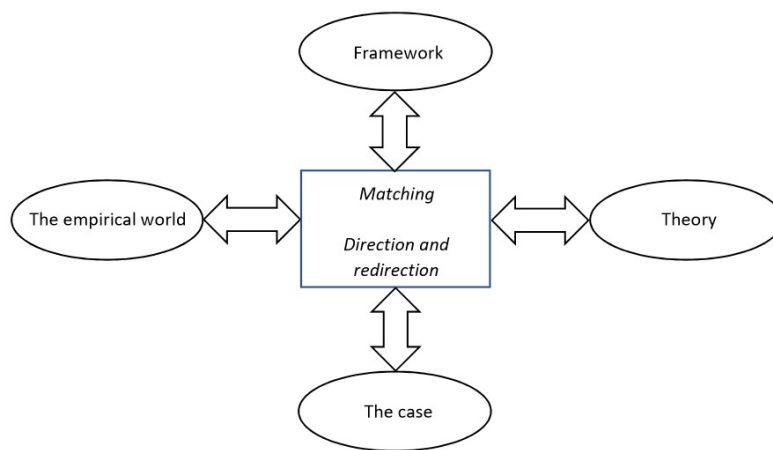 Framework
Matching
The empirical world
Theory
Direction and
redirection
The case